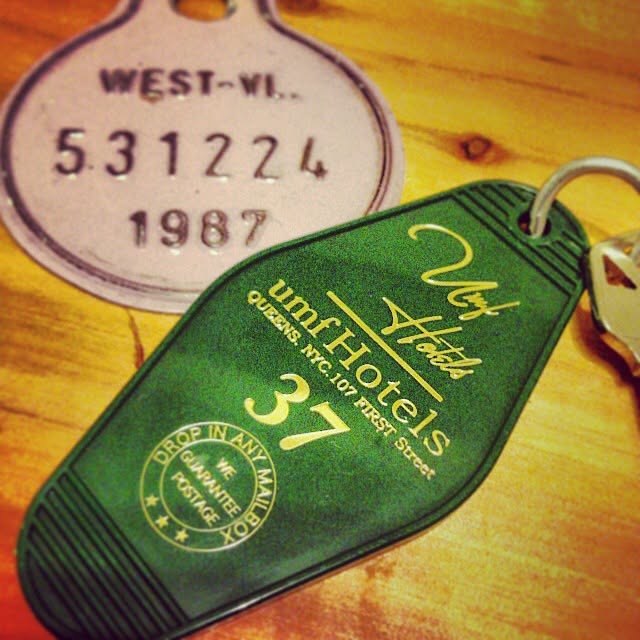 WEST-VL.
531224
1987
Umf
Hotels
umfHotels
QUEENS. NYC.107 FIRST Street
37
DROP IN ANY MAILBOX
WE
GUARANTEE
POSTAGE